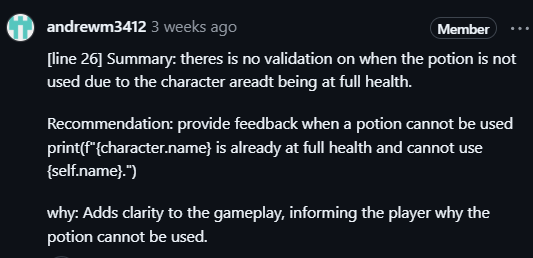 andrewm3412 3 weeks ago Member ...
[line 26] Summary: theres is no validation on when the potion is not
used due to the character areadt being at full health.
Recommendation: provide feedback when a potion cannot be used
print(f"{character.name} is already at full health and cannot use
{self.name}.")
why: Adds clarity to the gameplay, informing the player why the
potion cannot be used.